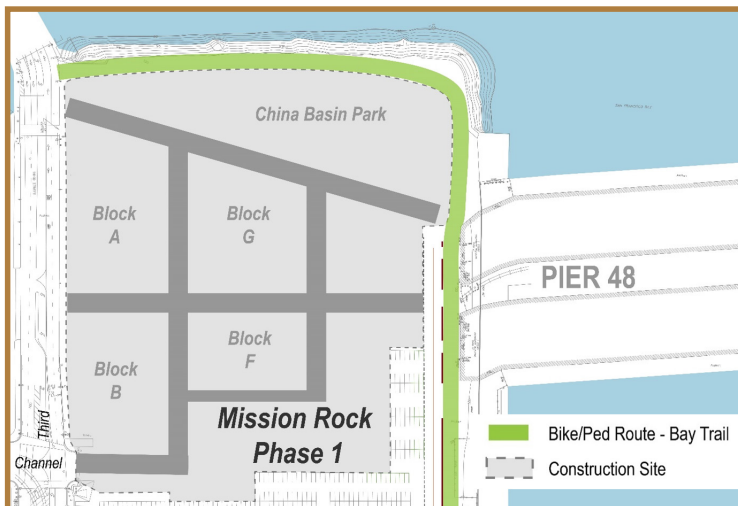 China Basin Park
Block
A
Block
G
PIER 48
Block
B
Block
F
Mission Rock
Phase 1
Third
Channel
Bike/Ped Route - Bay Trail
Construction Site